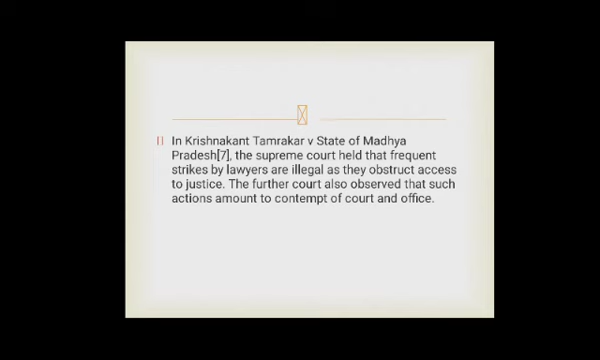 In Krishnakant Tamrakar v State of Madhya
Pradesh[7], the supreme court held that frequent
strikes by lawyers are illegal as they obstruct access
to justice. The further court also observed that such
actions amount to contempt of court and office.